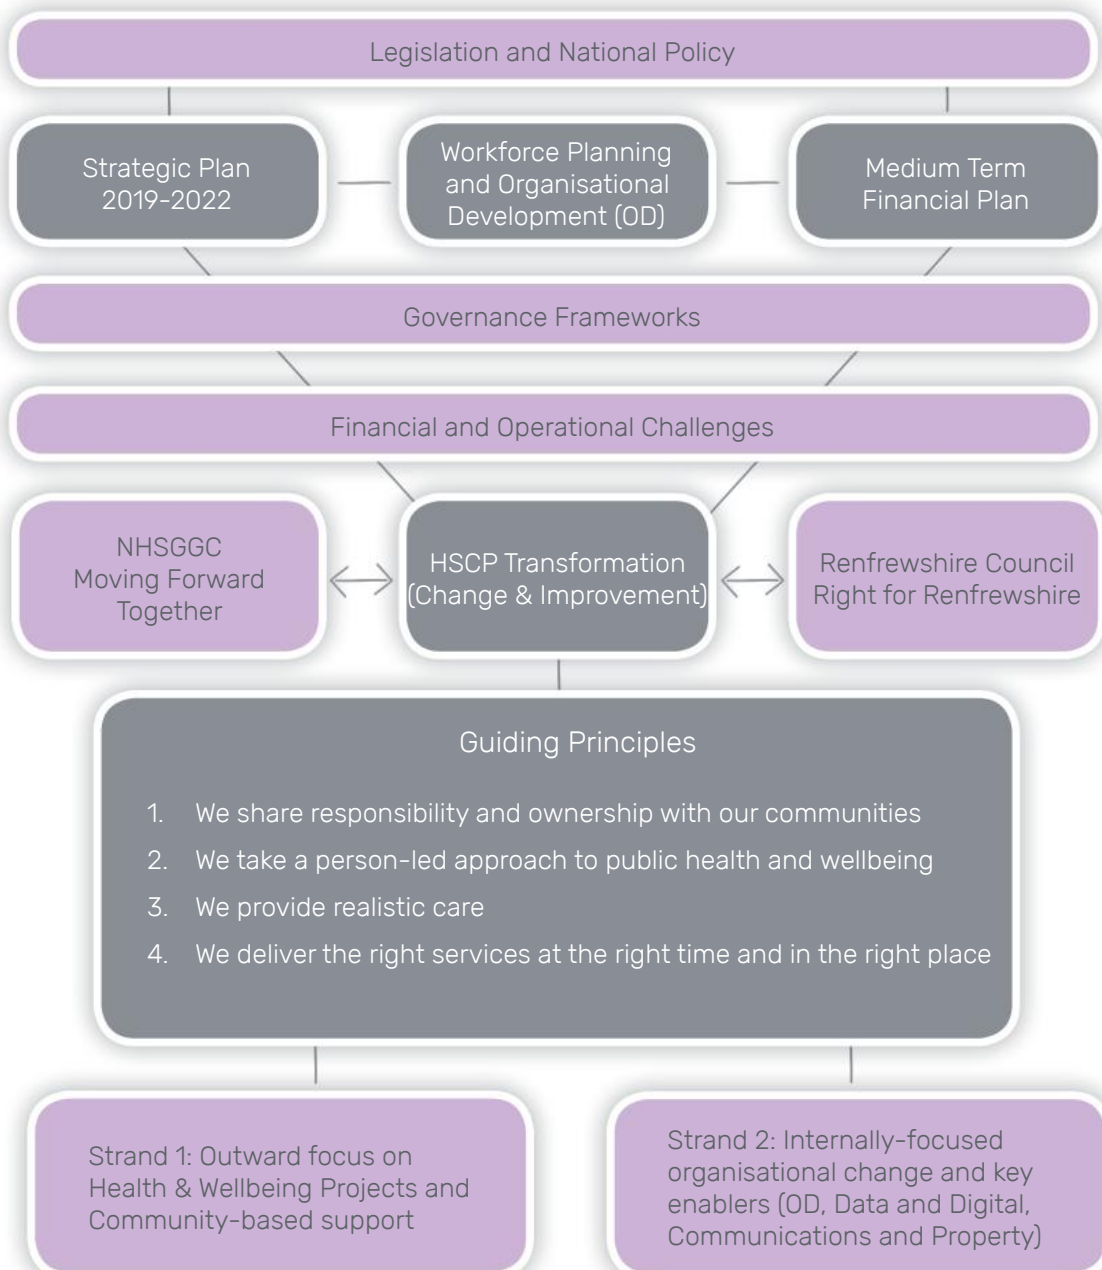 Legislation and National Policy
Strategic Plan
2019-2022
Workforce Planning
and Organisational
Development (OD)
Medium Term
Financial Plan
Governance Frameworks
Financial and Operational Challenges
NHSGGC
Moving Forward
Together
HSCP Transformation
(Change & Improvement)
Renfrewshire Council
Right for Renfrewshire
Guiding Principles
1. We share responsibility and ownership with our communities
2. We take a person-led approach to public health and wellbeing
3. We provide realistic care
4. We deliver the right services at the right time and in the right place
Strand 1: Outward focus on
Health & Wellbeing Projects and
Community-based support
Strand 2: Internally-focused
organisational change and key
enablers (OD, Data and Digital,
Communications and Property)